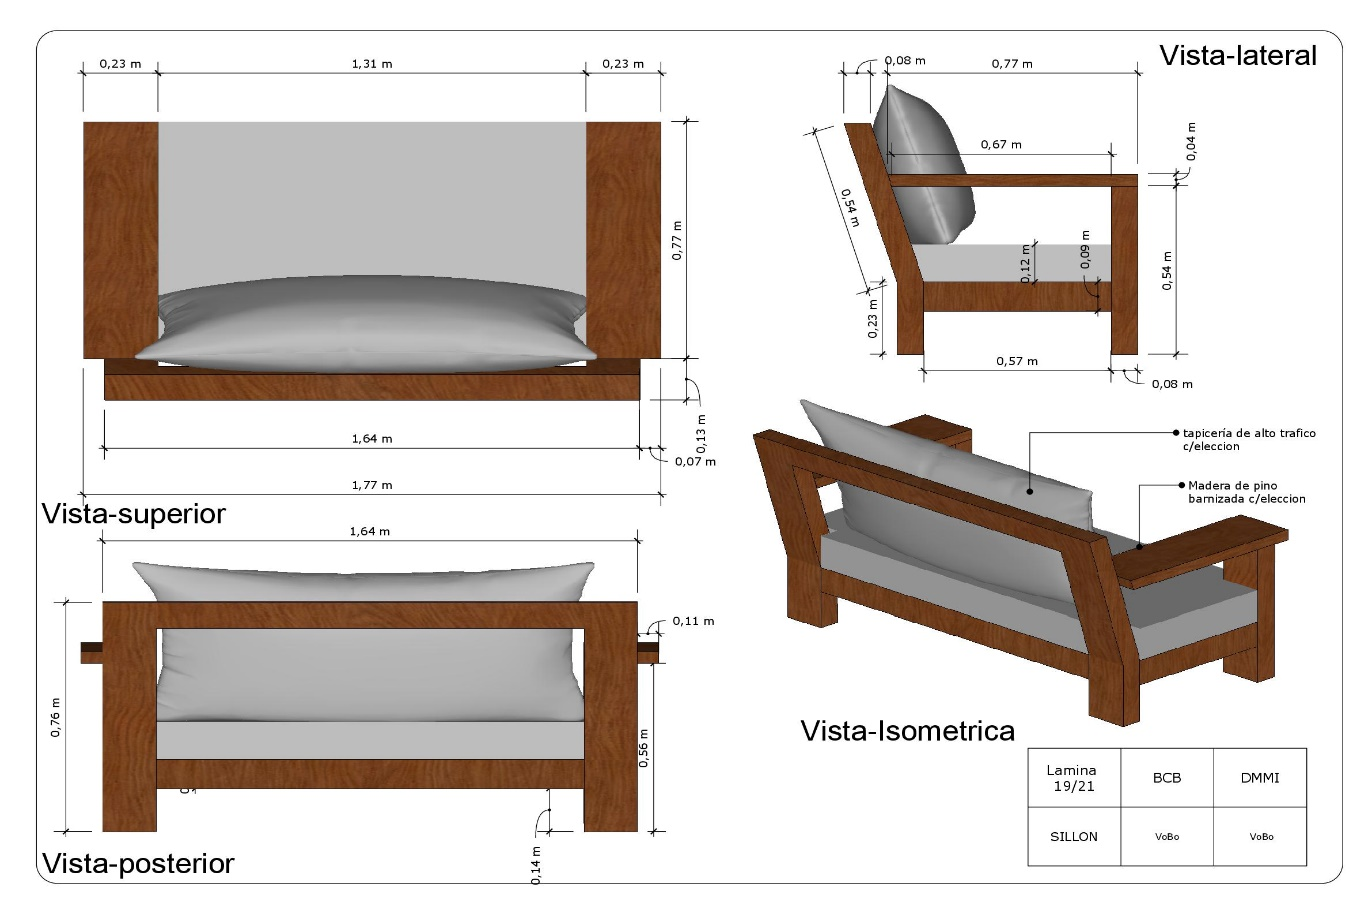 0,23 m
1,31 m
0,23 m
0,77 m
0,13 m
1,64 m
0,07 m
1,77 m
Vista-superior
Vista-lateral
0,08 m
0,77 m
0,67 m
0,04 m
0,54 m
0,12 m
0,09 m
0,54 m
0,23 m
0,57 m
0,08 m
1,64 m
0,11 m
0,76 m
0,56 m
0,14 m
Vista-posterior
tapicería de alto trafico
c/eleccion
Madera de pino
barnizada c/eleccion
Vista-Isometrica
Lamina
19/21
BCB
DMMI
SILLON
VoBo
VoBo